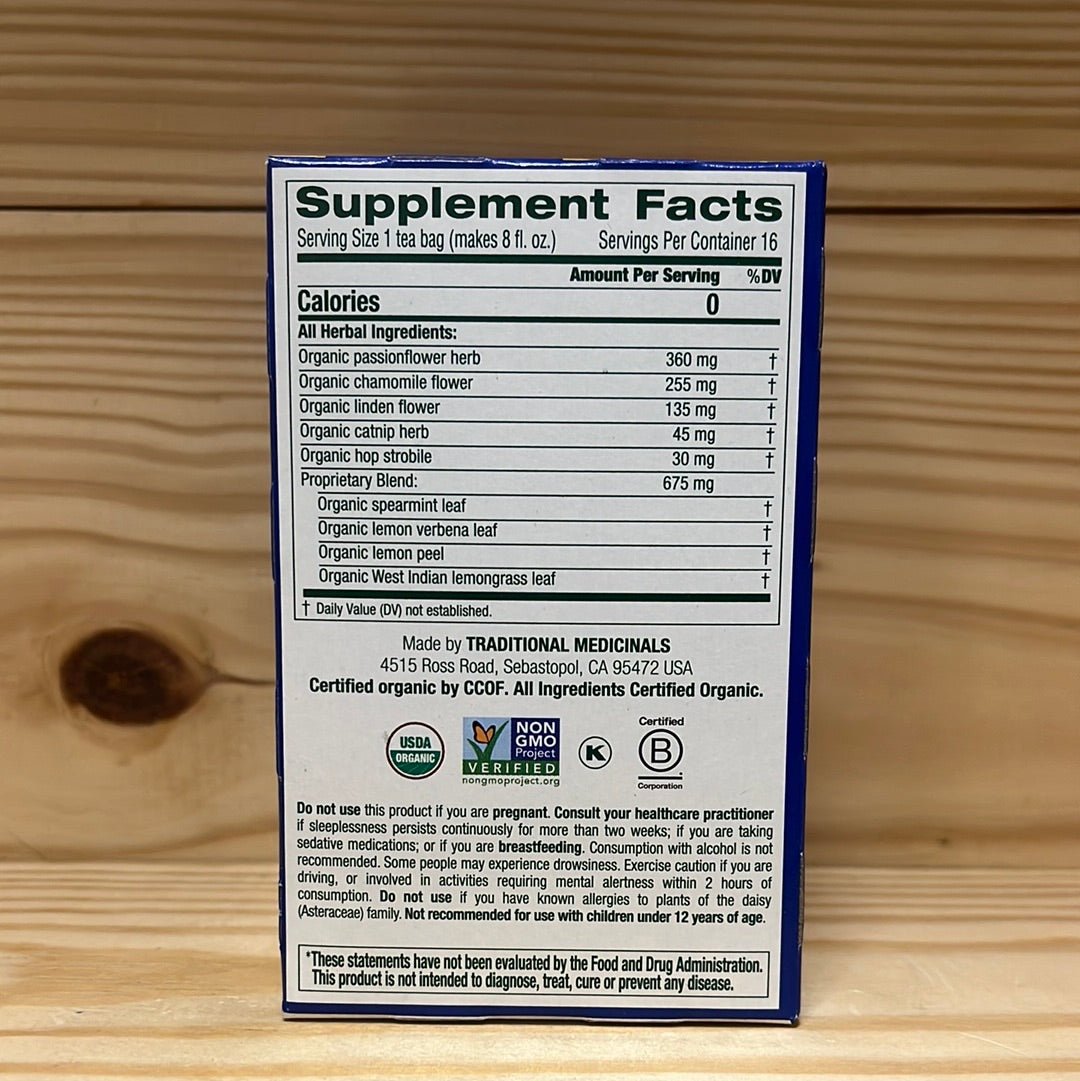 Supplement Facts
Serving Size 1 tea bag (makes 8 fl. oz.) Servings Per Container 16
Amount Per Serving %DV
Calories 0
All Herbal Ingredients:
Organic passionflower herb 360 mg †
Organic chamomile flower 255 mg †
Organic linden flower 135 mg †
Organic catnip herb 45 mg †
Organic hop strobile 30 mg †
Proprietary Blend: 675 mg
Organic spearmint leaf †
Organic lemon verbena leaf †
Organic lemon peel †
Organic West Indian lemongrass leaf †
† Daily Value (DV) not established.
Made by TRADITIONAL MEDICINALS
4515 Ross Road, Sebastopol, CA 95472 USA
Certified organic by CCOF. All Ingredients Certified Organic.
USDA
ORGANIC
NON
GMO
Project
VERIFIED
nongmoproject.org
K
Certified
B
Corporation
Do not use this product if you are pregnant. Consult your healthcare practitioner
if sleeplessness persists continuously for more than two weeks; if you are taking
sedative medications; or if you are breastfeeding. Consumption with alcohol is not
recommended. Some people may experience drowsiness. Exercise caution if you are
driving, or involved in activities requiring mental alertness within 2 hours of
consumption. Do not use if you have known allergies to plants of the daisy
(Asteraceae) family. Not recommended for use with children under 12 years of age.
*These statements have not been evaluated by the Food and Drug Administration.
This product is not intended to diagnose, treat, cure or prevent any disease.